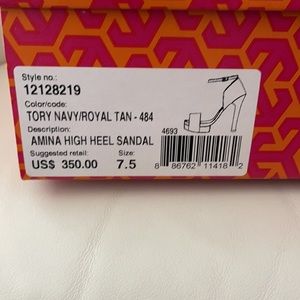 Style no.:
12128219
Color/code:
TORY NAVY/ROYAL TAN - 484
Description:
AMINA HIGH HEEL SANDAL
Suggested retail: Size:
US$ 350.00 7.5
4693
8 86762 11418 2